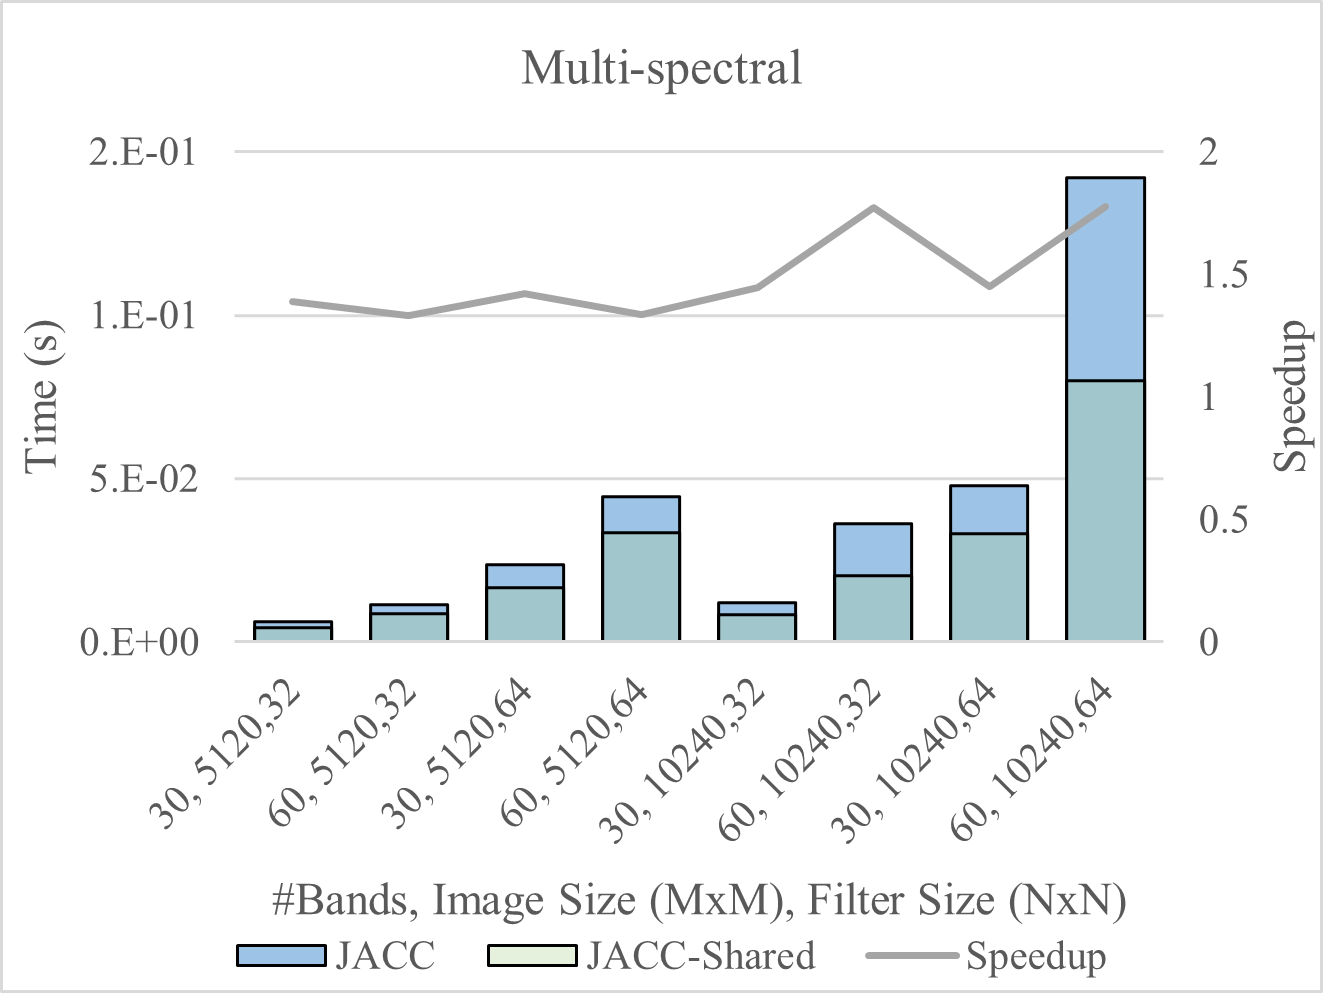 Multi-spectral
2.E-01
1.E-01
5.E-02
0.E+00
Time (s)
2
1.5
1
0.5
0
Speedup
30, 5120,32
60, 5120,32
30, 5120,64
60, 5120,64
30, 10240,32
60, 10240,32
30, 10240,64
60, 10240,64
#Bands, Image Size (MxM), Filter Size (NxN)
JACC JACC-Shared Speedup